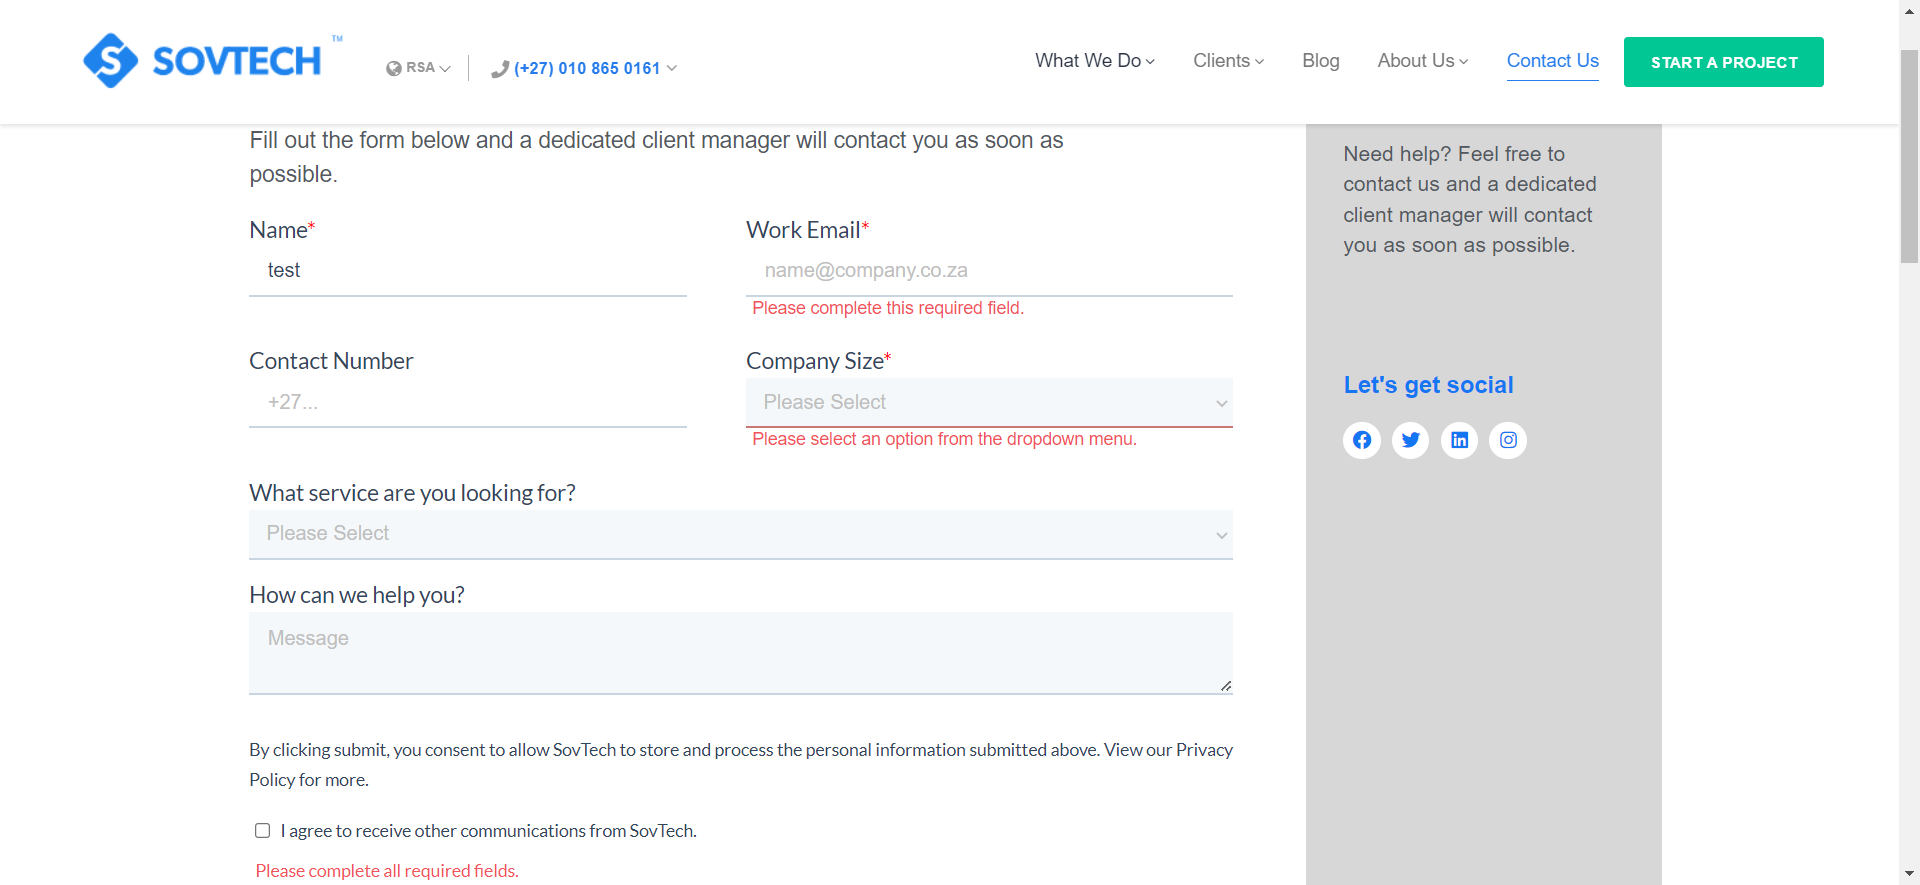 SOVTECH ™
RSA
(+27) 010 865 0161
What We Do
Clients
Blog
About Us
Contact Us
START A PROJECT
Fill out the form below and a dedicated client manager will contact you as soon as
possible.
Name*
test
Work Email*
name@company.co.za
Please complete this required field.
Contact Number
+27...
Company Size*
Please Select
Please select an option from the dropdown menu.
What service are you looking for?
Please Select
How can we help you?
Message
By clicking submit, you consent to allow SovTech to store and process the personal information submitted above. View our Privacy
Policy for more.
I agree to receive other communications from SovTech.
Please complete all required fields.
Need help? Feel free to
contact us and a dedicated
client manager will contact
you as soon as possible.
Let's get social